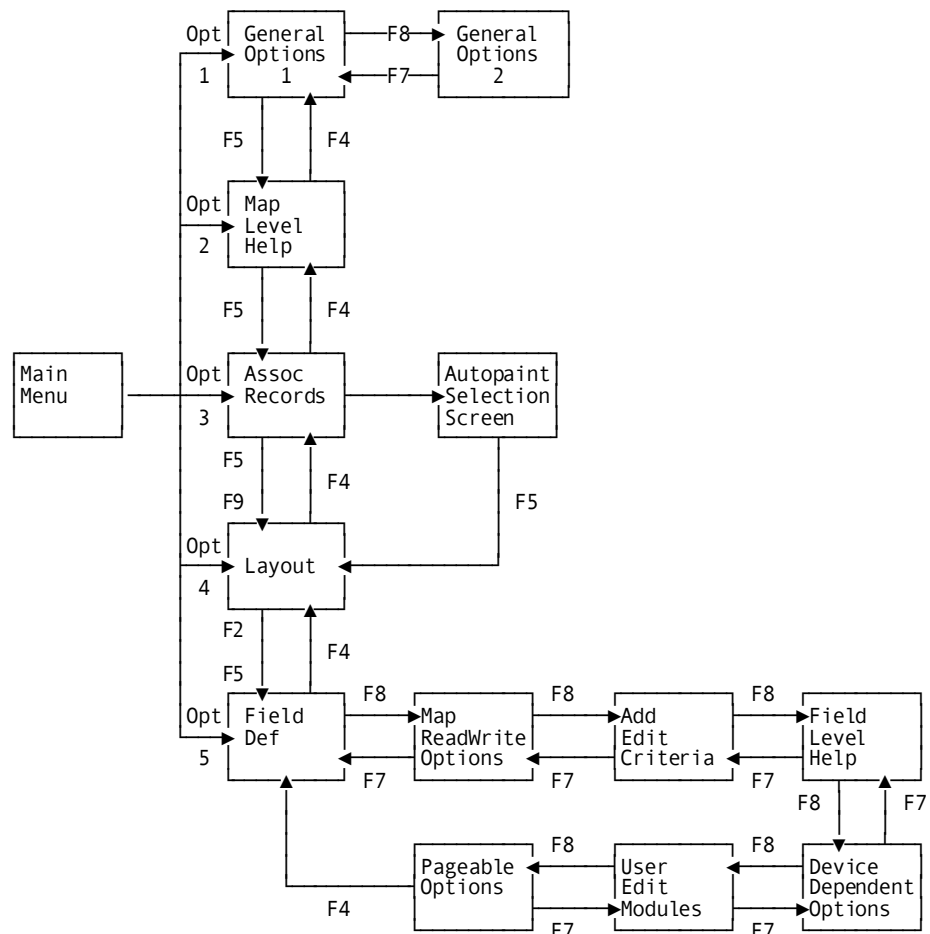 Opt
1
General
Options
1
F8
F7
General
Options
2
F5
F4
Opt
2
Map
Level
Help
F5
F4
Main
Menu
Opt
3
Assoc
Records
Autopaint
Selection
Screen
F5
F9
F4
F5
Opt
4
Layout
F2
F5
F4
Opt
5
Field
Def
F8
F7
Map
ReadWrite
Options
F8
F7
Add
Edit
Criteria
F8
F7
Field
Level
Help
F8
F7
Pageable
Options
F4
F8
F7
User
Edit
Modules
F8
F7
Device
Dependent
Options